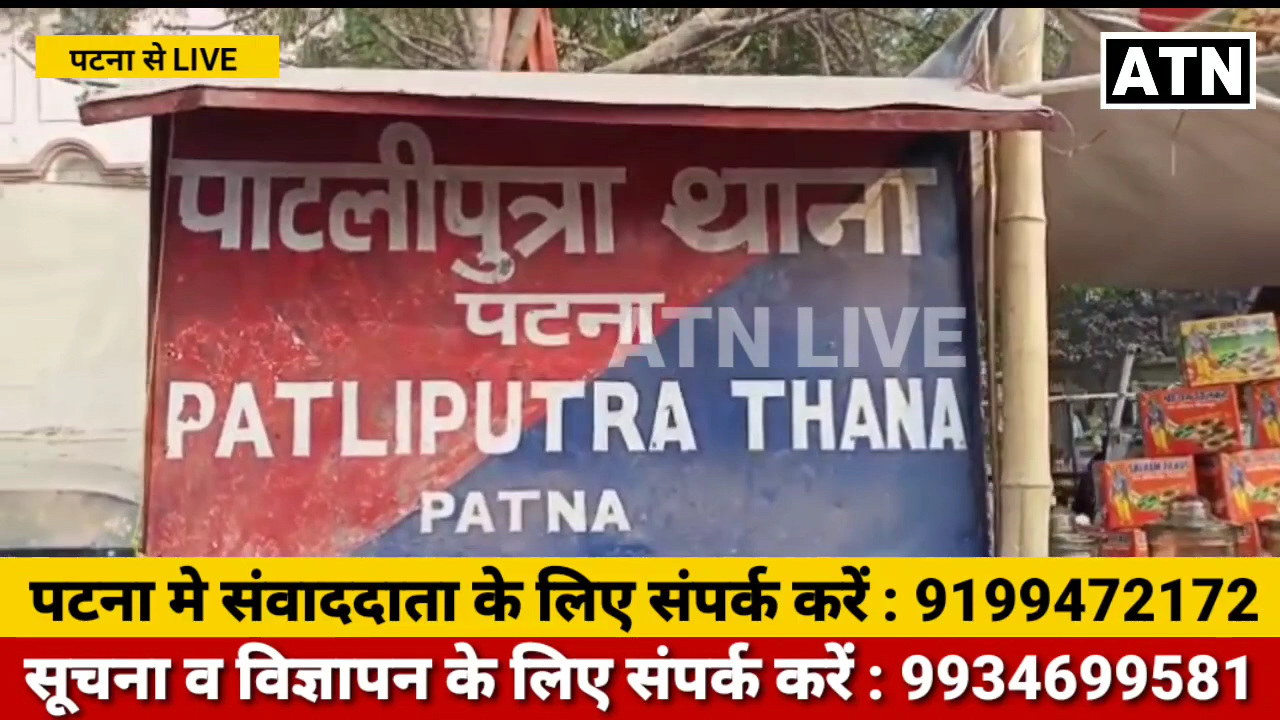 पटना से LIVE
ATN
पाटलीपुत्रा थाना
पटना
ATN LIVE
PATLIPUTRA THANA
PATNA
पटना मे संवाददाता के लिए संपर्क करें : 9199472172
सूचना व विज्ञापन के लिए संपर्क करें : 9934699581